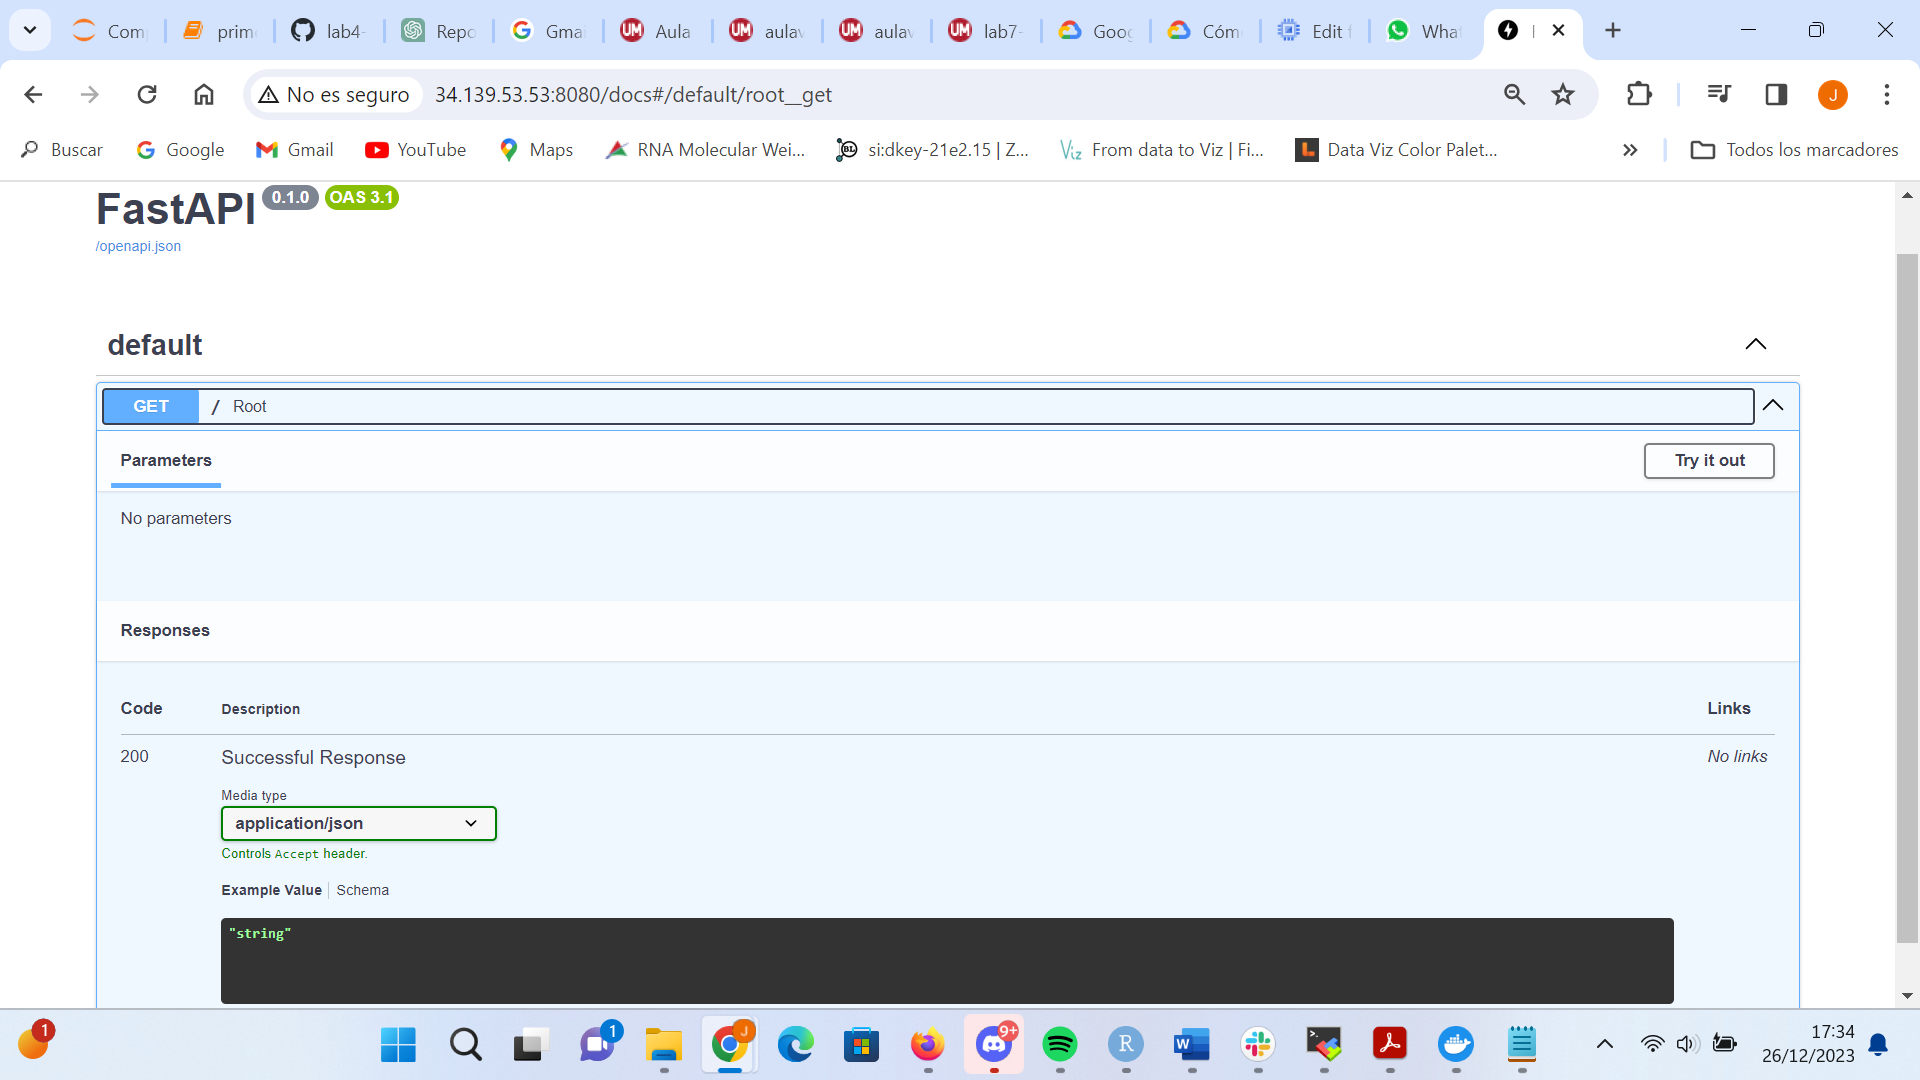 Com
prim
lab4-
Repo
Gmai
Aula
aulav
aulav
lab7-
Goog
Cóm
Edit f
What
No es seguro
34.139.53.53:8080/docs#/default/root__get
J
Buscar
Google
Gmail
YouTube
Maps
RNA Molecular Wei...
si:dkey-21e2.15 | Z...
From data to Viz | Fi...
Data Viz Color Palet...
Todos los marcadores
FastAPI 0.1.0 OAS 3.1
/openapi.json
default
GET / Root
Parameters
Try it out
No parameters
Responses
Code Description Links
200 Successful Response No links
Media type
application/json
Controls Accept header.
Example Value Schema
"string"
1
1
J
9+
R
W
17:34
26/12/2023